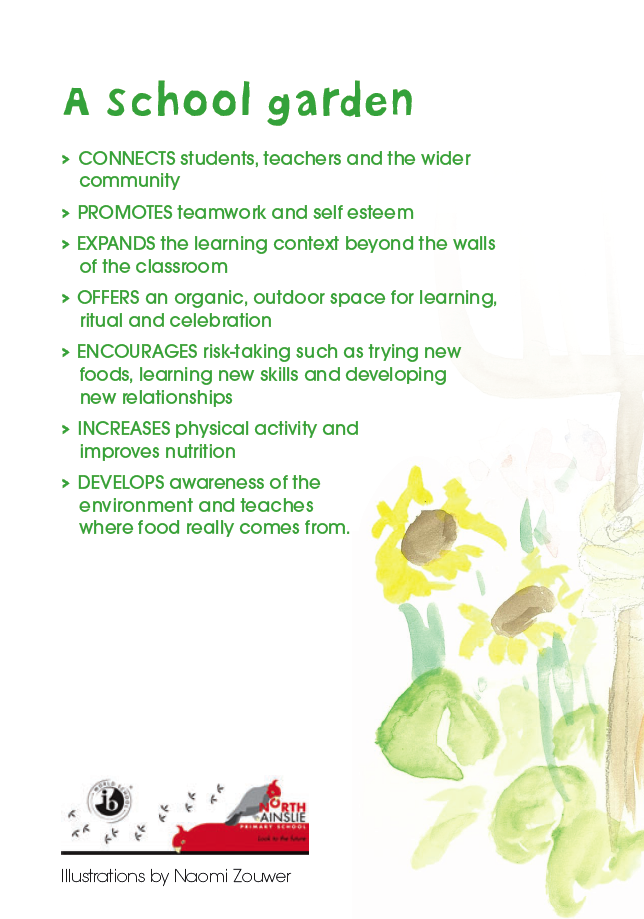 A school garden
> CONNECTS students, teachers and the wider
community
> PROMOTES teamwork and self esteem
> EXPANDS the learning context beyond the walls
of the classroom
> OFFERS an organic, outdoor space for learning,
ritual and celebration
> ENCOURAGES risk-taking such as trying new
foods, learning new skills and developing
new relationships
> INCREASES physical activity and
improves nutrition
> DEVELOPS awareness of the
environment and teaches
where food really comes from.
WORLD SCHOOL
ib
NORTH
AINSLIE
PRIMARY SCHOOL
Look to the future
Illustrations by Naomi Zouwer